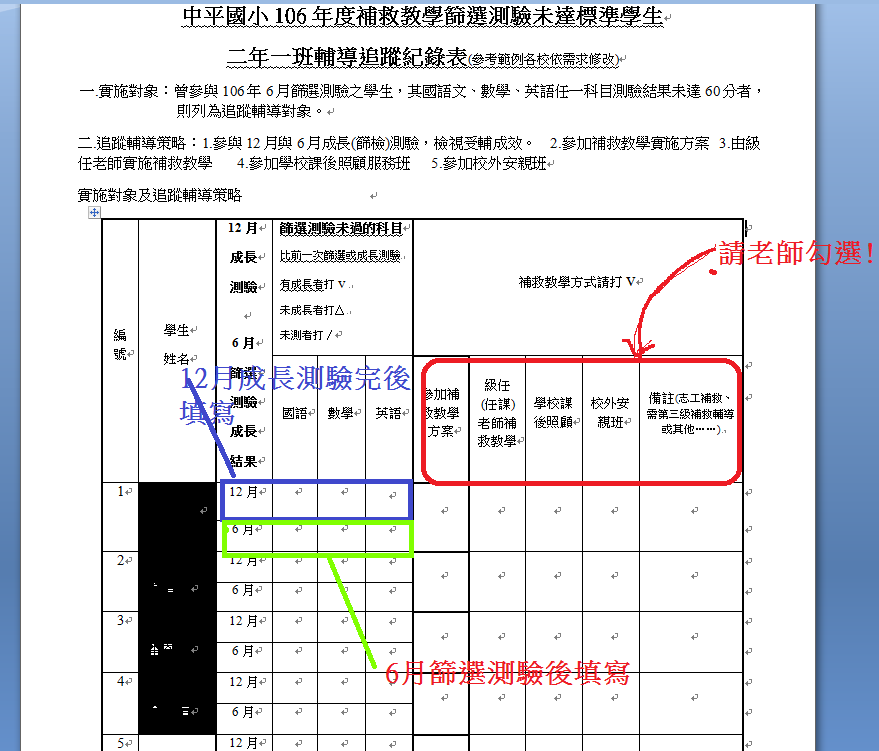 中平國小 106 年度補救教學篩選測驗未達標準學生
二年一班輔導追蹤紀錄表(參考範例各校依需求修改)
一.實施對象：曾參與 106 年 6 月篩選測驗之學生，其國語文、數學、英語任一科目測驗結果未達 60 分者，
則列為追蹤輔導對象。
二.追蹤輔導策略：1.參與 12 月與 6 月成長(篩檢)測驗，檢視受輔成效。 2.參加補救教學實施方案 3.由級
任老師實施補救教學 4.參加學校課後照顧服務班 5.參加校外安親班
實施對象及追蹤輔導策略
編
號
學生
姓名
12 月
成長
測驗
6 月
篩選
測驗
成長
結果
篩選測驗未過的科目
比前一次篩選或成長測驗
有成長者打 V
未成長者打△
未測者打 /
國語
數學
英語
補救教學方式請打 V
請老師勾選!
參加補
救教學
方案
級任
(任課)
老師補
救教學
學校課
後照顧
校外安
親班
備註(志工補救、
需第三級補救輔導
或其他……)
12月成長測驗完後
填寫
1
12 月
6 月
2
12 月
6 月
3
12 月
6 月
6月篩選測驗後填寫
4
12 月
6 月
5
12 月